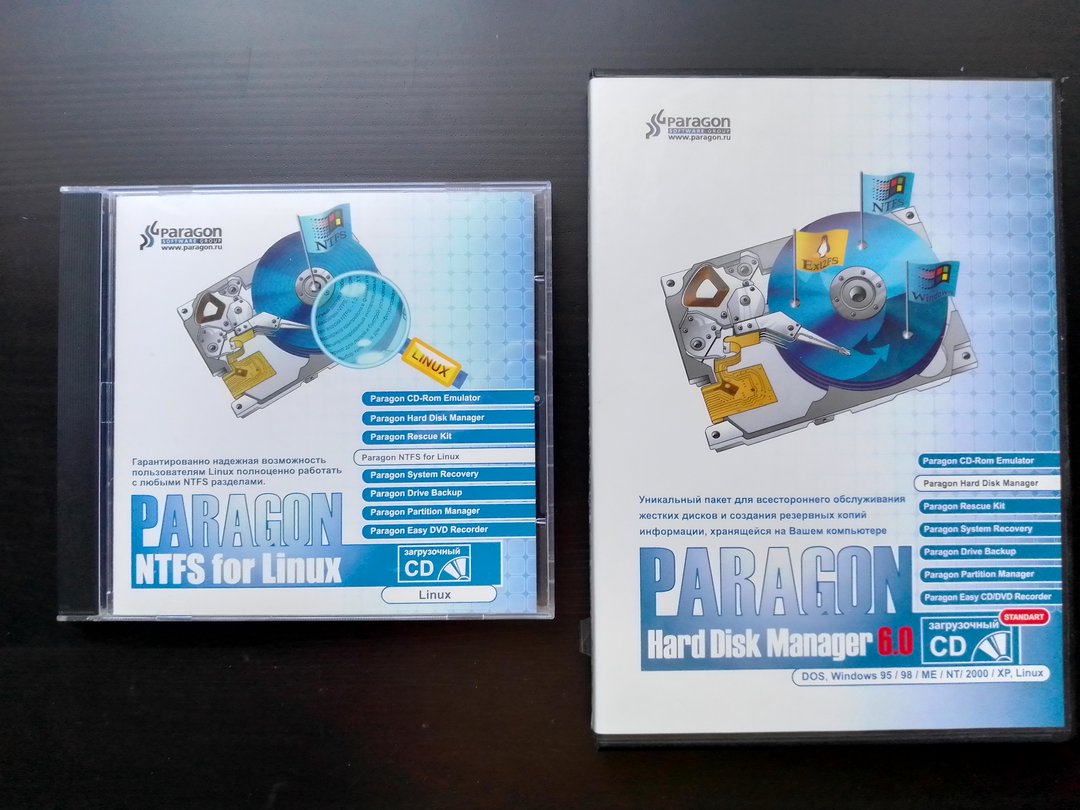 Paragon
SOFTWARE GROUP
www.paragon.ru
NTFS
LINUX
Paragon CD-Rom Emulator
Paragon Hard Disk Manager
Paragon Rescue Kit
Paragon NTFS for Linux
Paragon System Recovery
Paragon Drive Backup
Paragon Partition Manager
Paragon Easy DVD Recorder
Гарантированно надежная возможность
пользователям Linux полноценно работать
с любыми NTFS разделами.
PARAGON
NTFS for Linux
загрузочный
CD
Linux
Paragon
SOFTWARE GROUP
www.paragon.ru
NTFS
Ext2FS
Windows
Paragon CD-Rom Emulator
Paragon Hard Disk Manager
Paragon Rescue Kit
Paragon System Recovery
Paragon Drive Backup
Paragon Partition Manager
Paragon Easy CD/DVD Recorder
Уникальный пакет для всестороннего обслуживания
жестких дисков и создания резервных копий
информации, хранящейся на Вашем компьютере
PARAGON
Hard Disk Manager 6.0
STANDART
загрузочный
CD
DOS, Windows 95 / 98 / ME / NT/ 2000 / XP, Linux